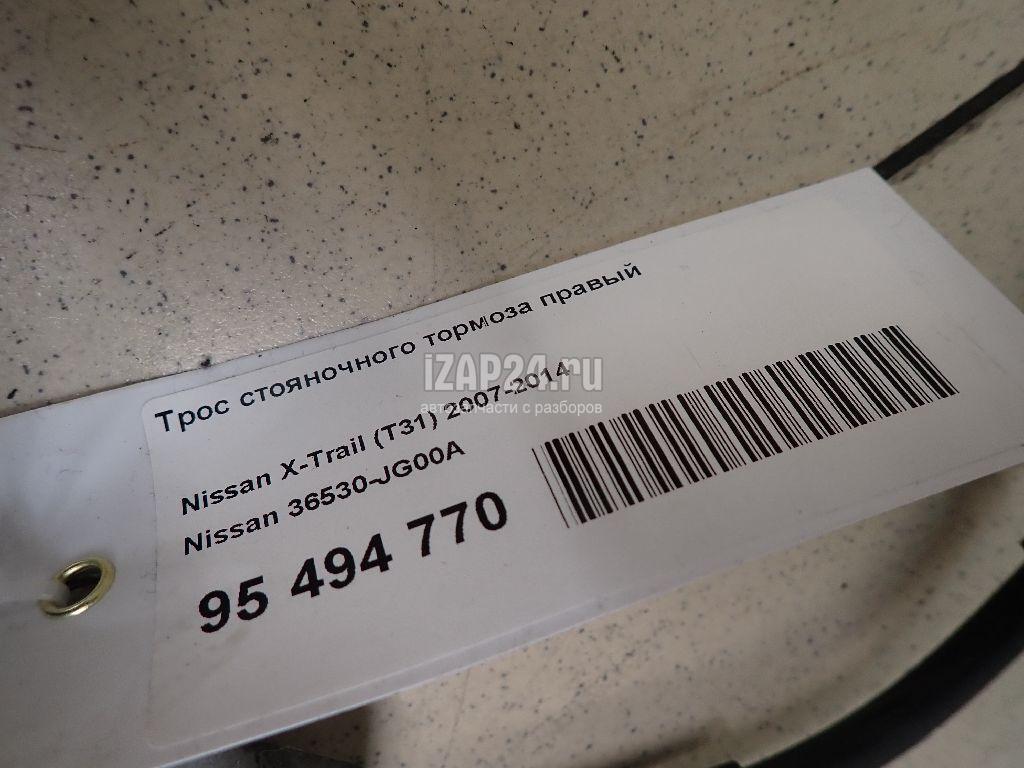 Трос стояночного тормоза правый
iZAP24.ru
автозапчасти с разборов
Nissan X-Trail (T31) 2007-2014
Nissan 36530-JG00A
95 494 770